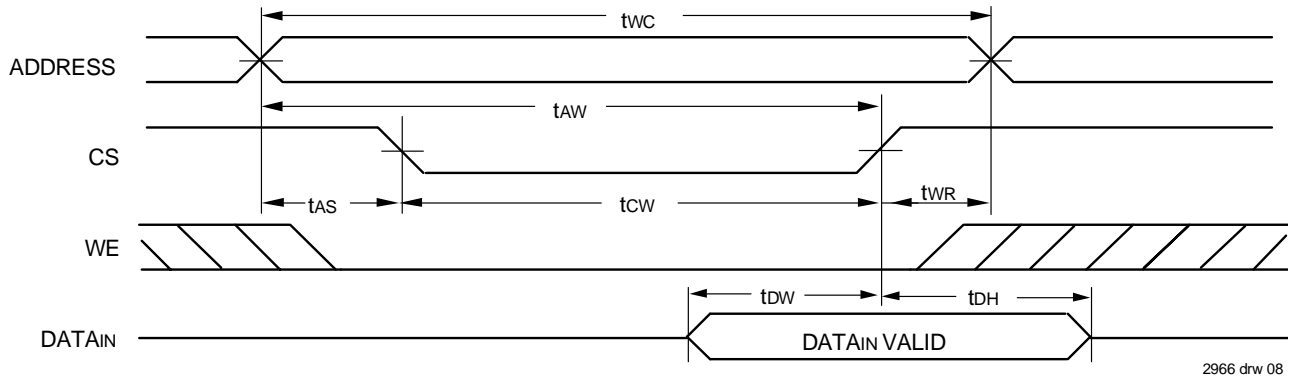 tWC
ADDRESS
tAW
CS
tAS
tCW
tWR
WE
tDW
tDH
DATAIN
DATAIN VALID
2966 drw 08